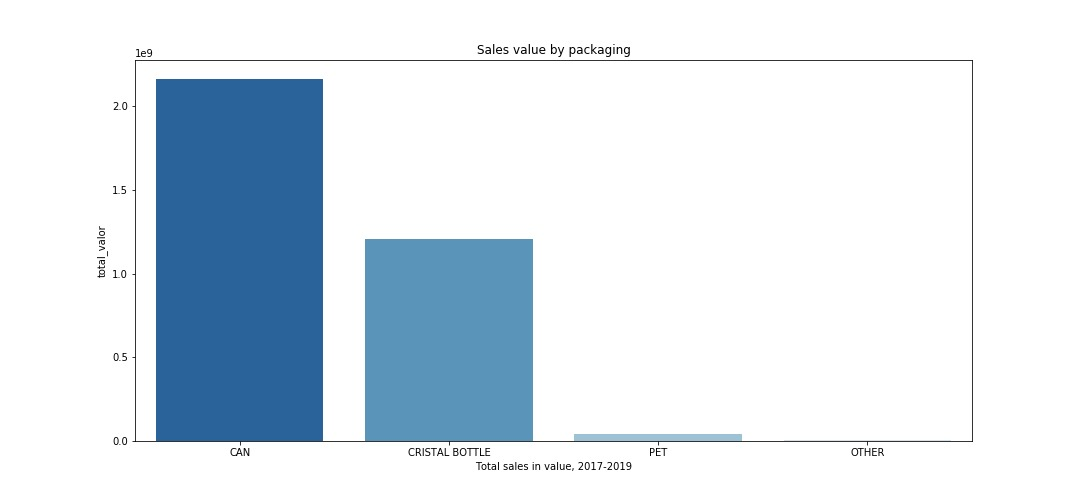 Sales value by packaging
1e9
2.0
1.5
1.0
0.5
0.0
total_valor
CAN CRISTAL BOTTLE PET OTHER
Total sales in value, 2017-2019